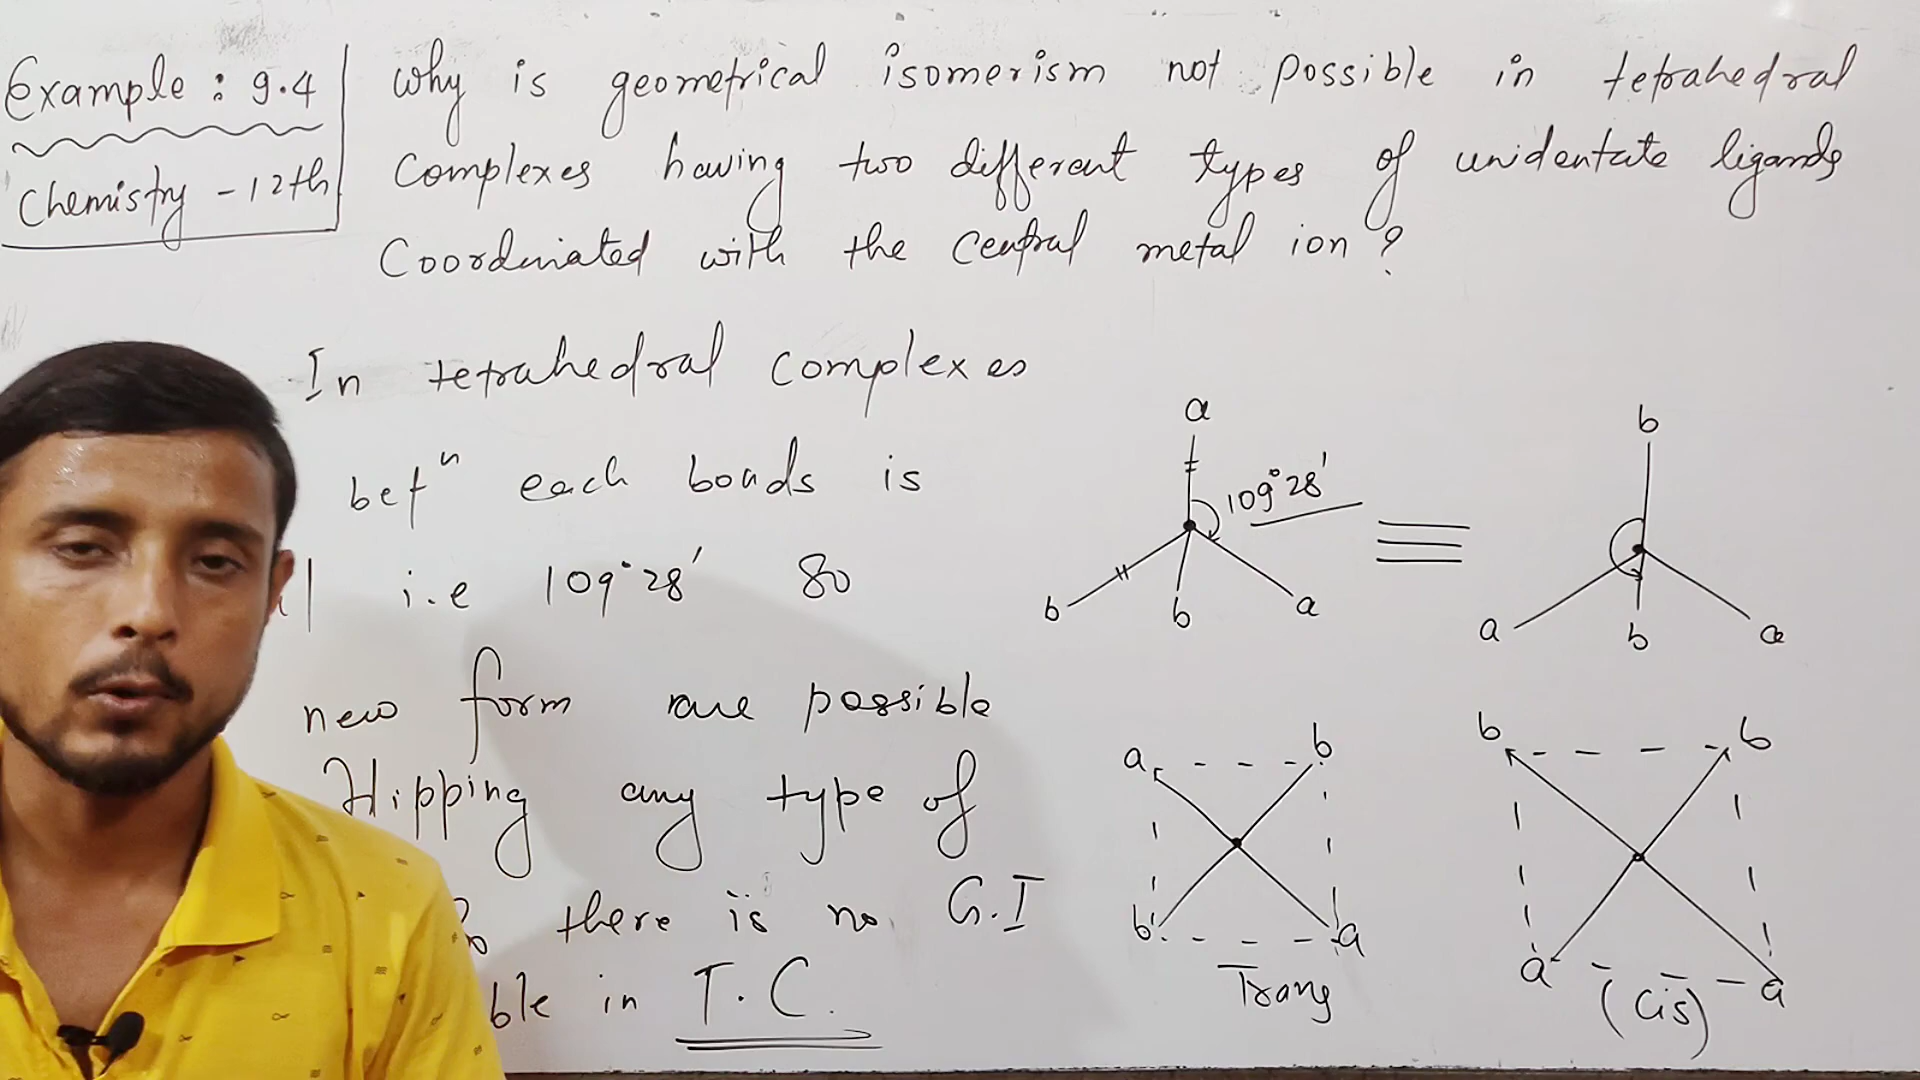 Example : 9.4
Chemistry - 12th
Why is geometrical isomerism not possible in tetrahedral
Complexes having two different types of unidentate ligands
Coordinated with the central metal ion ?
In tetrahedral complexes
betⁿ each bonds is
i.e 109°28' so
new form are possible
flipping any type of
there is no G.I
ble in T.C.
a
109°28'
b
b
a
b
a
b
a
a
b
b
a
Trans
b
b
a
a
(Cis)